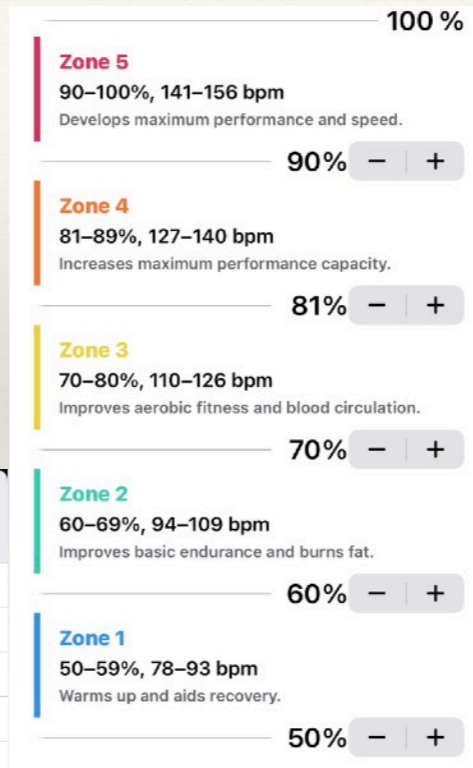 100 %
Zone 5
90–100%, 141–156 bpm
Develops maximum performance and speed.
90% − +
Zone 4
81–89%, 127–140 bpm
Increases maximum performance capacity.
81% − +
Zone 3
70–80%, 110–126 bpm
Improves aerobic fitness and blood circulation.
70% − +
Zone 2
60–69%, 94–109 bpm
Improves basic endurance and burns fat.
60% − +
Zone 1
50–59%, 78–93 bpm
Warms up and aids recovery.
50% − +